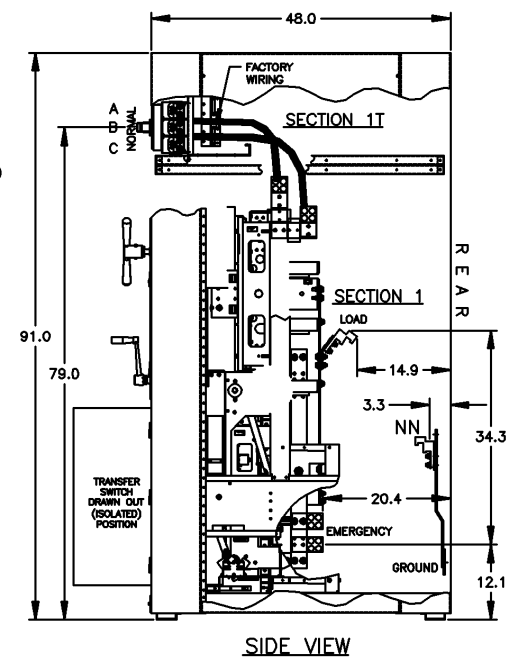 48.0
FACTORY
WIRING
A
B
C
NORMAL
SECTION 1T
REAR
SECTION 1
LOAD
91.0
79.0
14.9
3.3
NN
34.3
TRANSFER
SWITCH
DRAWN OUT
(ISOLATED)
POSITION
20.4
EMERGENCY
GROUND
12.1
SIDE VIEW